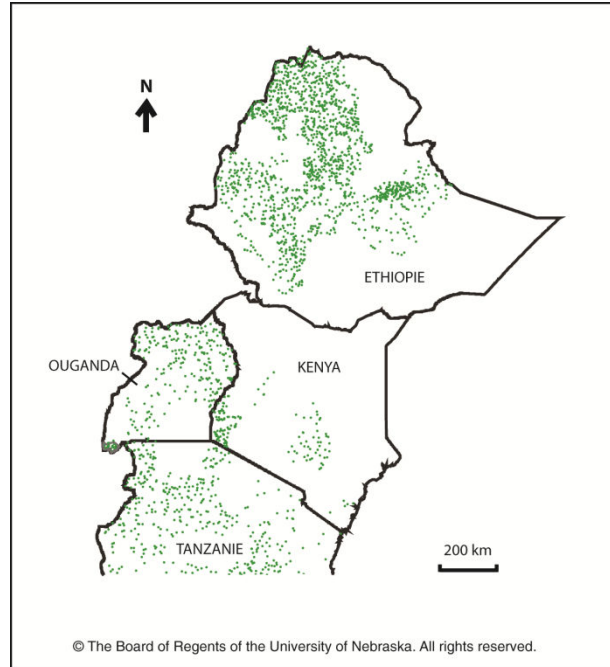 N
ETHIOPIE
OUGANDA
KENYA
TANZANIE
200 km
© The Board of Regents of the University of Nebraska. All rights reserved.